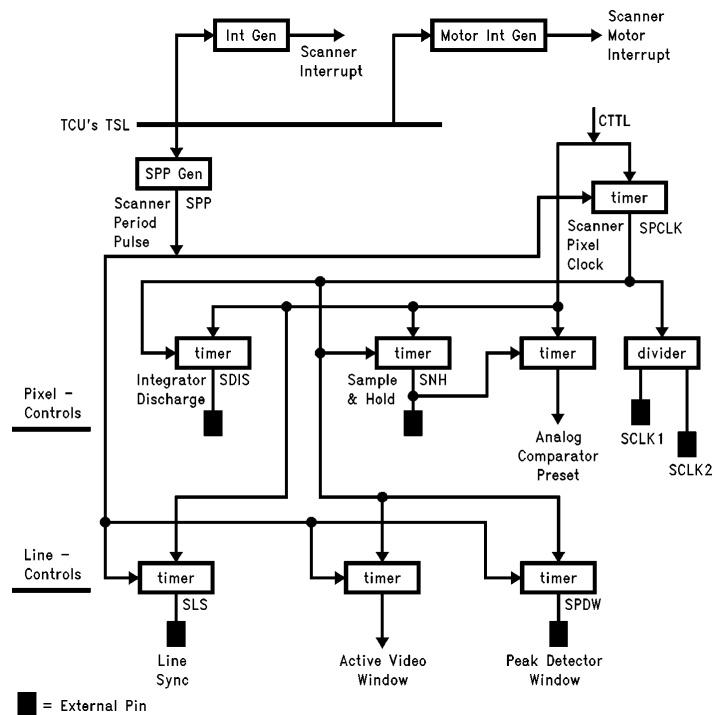 Int Gen
Scanner
Interrupt
Motor Int Gen
Scanner
Motor
Interrupt
TCU's TSL
CTTL
SPP Gen
Scanner
Period
Pulse
SPP
timer
SPCLK
Scanner
Pixel
Clock
timer
SDIS
Integrator
Discharge
timer
SNH
Sample
& Hold
timer
Analog
Comparator
Preset
divider
SCLK1
SCLK2
Pixel –
Controls
Line –
Controls
timer
SLS
Line
Sync
timer
Active Video
Window
timer
SPDW
Peak Detector
Window
= External Pin